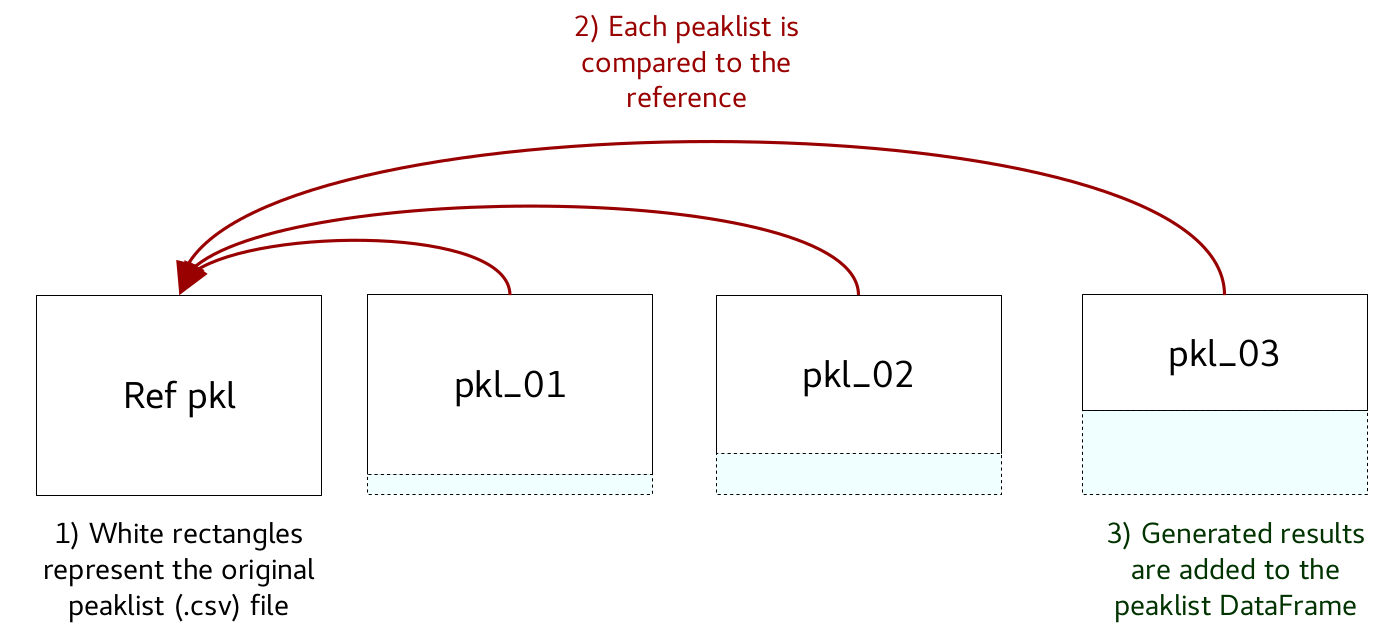 2) Each peaklist is
compared to the
reference
Ref pkl
pkl_01
pkl_02
pkl_03
1) White rectangles
represent the original
peaklist (.csv) file
3) Generated results
are added to the
peaklist DataFrame